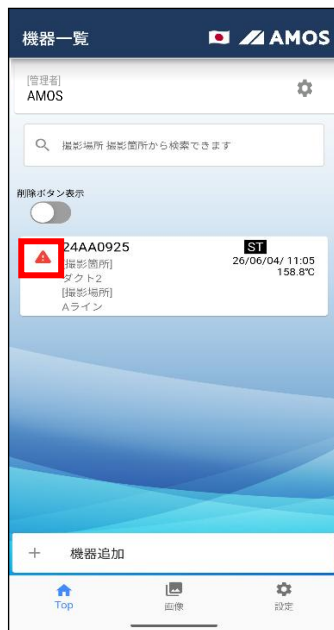 機器一覧
AMOS
[管理者]
AMOS
撮影場所 撮影箇所から検索できます
削除ボタン表示
24AA0925
ST
[撮影箇所]
26/06/04/ 11:05
ダクト2
158.8℃
[撮影場所]
Aライン
+ 機器追加
Top
画像
設定